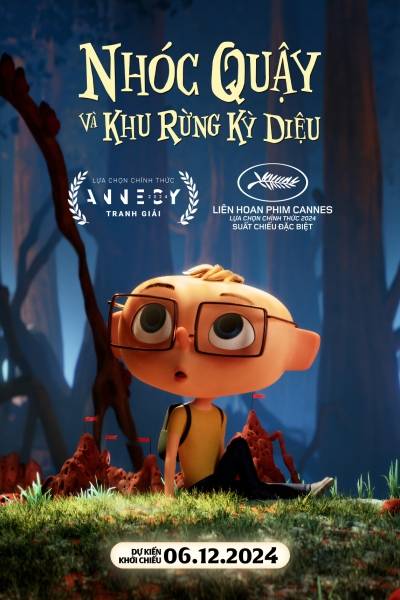 NHÓC QUẬY
VÀ KHU RỪNG KỲ DIỆU
LỰA CHỌN CHÍNH THỨC
ANNECY
2024
TRANH GIẢI
LIÊN HOAN PHIM CANNES
LỰA CHỌN CHÍNH THỨC 2024
SUẤT CHIẾU ĐẶC BIỆT
DỰ KIẾN
KHỞI CHIẾU 06.12.2024